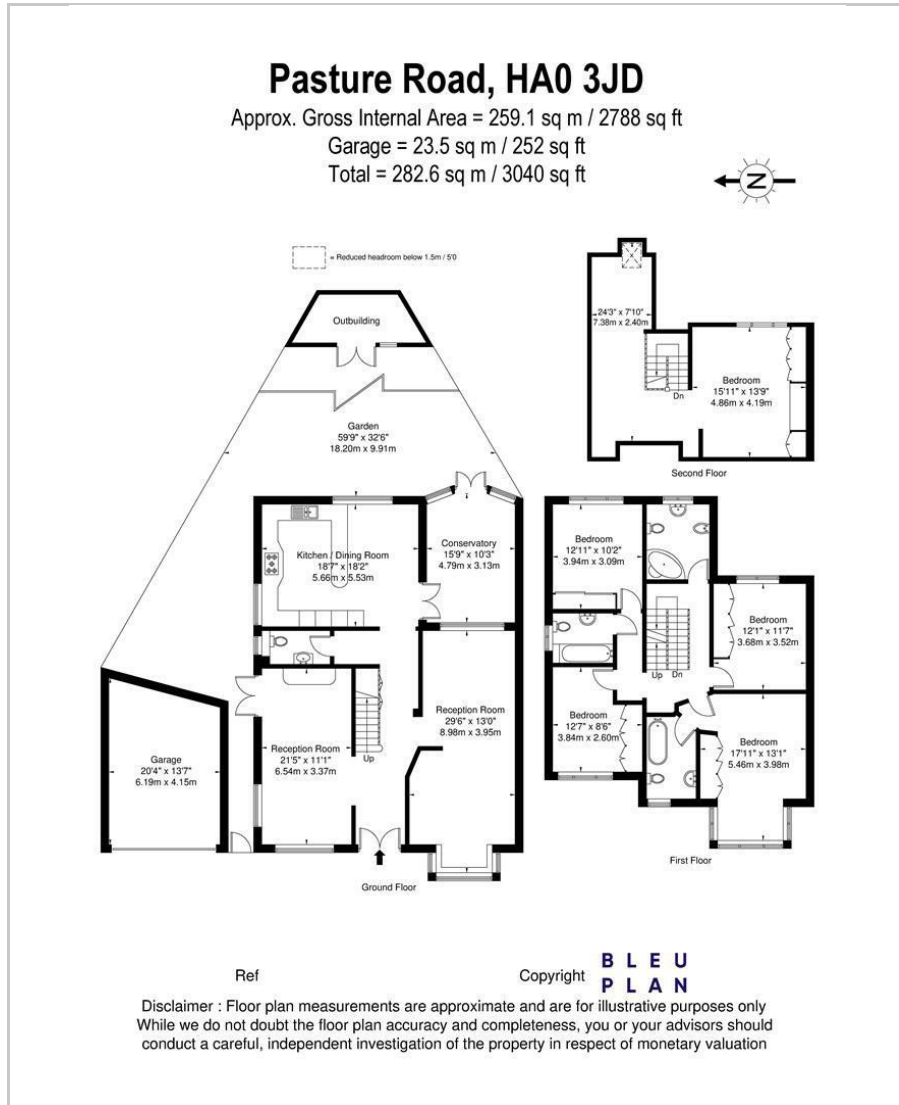 Pasture Road, HA0 3JD
Approx. Gross Internal Area = 259.1 sq m / 2788 sq ft
Garage = 23.5 sq m / 252 sq ft
Total = 282.6 sq m / 3040 sq ft
N
= Reduced headroom below 1.5m / 5'0
Outbuilding
Garden
59'9" x 32'6"
18.20m x 9.91m
Kitchen / Dining Room
18'7" x 18'2"
5.66m x 5.53m
Conservatory
15'9" x 10'3"
4.79m x 3.13m
Reception Room
29'6" x 13'0"
8.98m x 3.95m
Reception Room
21'5" x 11'1"
6.54m x 3.37m
Up
Garage
20'4" x 13'7"
6.19m x 4.15m
Ground Floor
24'3" x 7'10"
7.38m x 2.40m
Dn
Bedroom
15'11" x 13'9"
4.86m x 4.19m
Second Floor
Bedroom
12'11" x 10'2"
3.94m x 3.09m
Bedroom
12'1" x 11'7"
3.68m x 3.52m
Up Dn
Bedroom
12'7" x 8'6"
3.84m x 2.60m
Bedroom
17'11" x 13'1"
5.46m x 3.98m
First Floor
Ref
Copyright
BLEU
PLAN
Disclaimer : Floor plan measurements are approximate and are for illustrative purposes only
While we do not doubt the floor plan accuracy and completeness, you or your advisors should
conduct a careful, independent investigation of the property in respect of monetary valuation